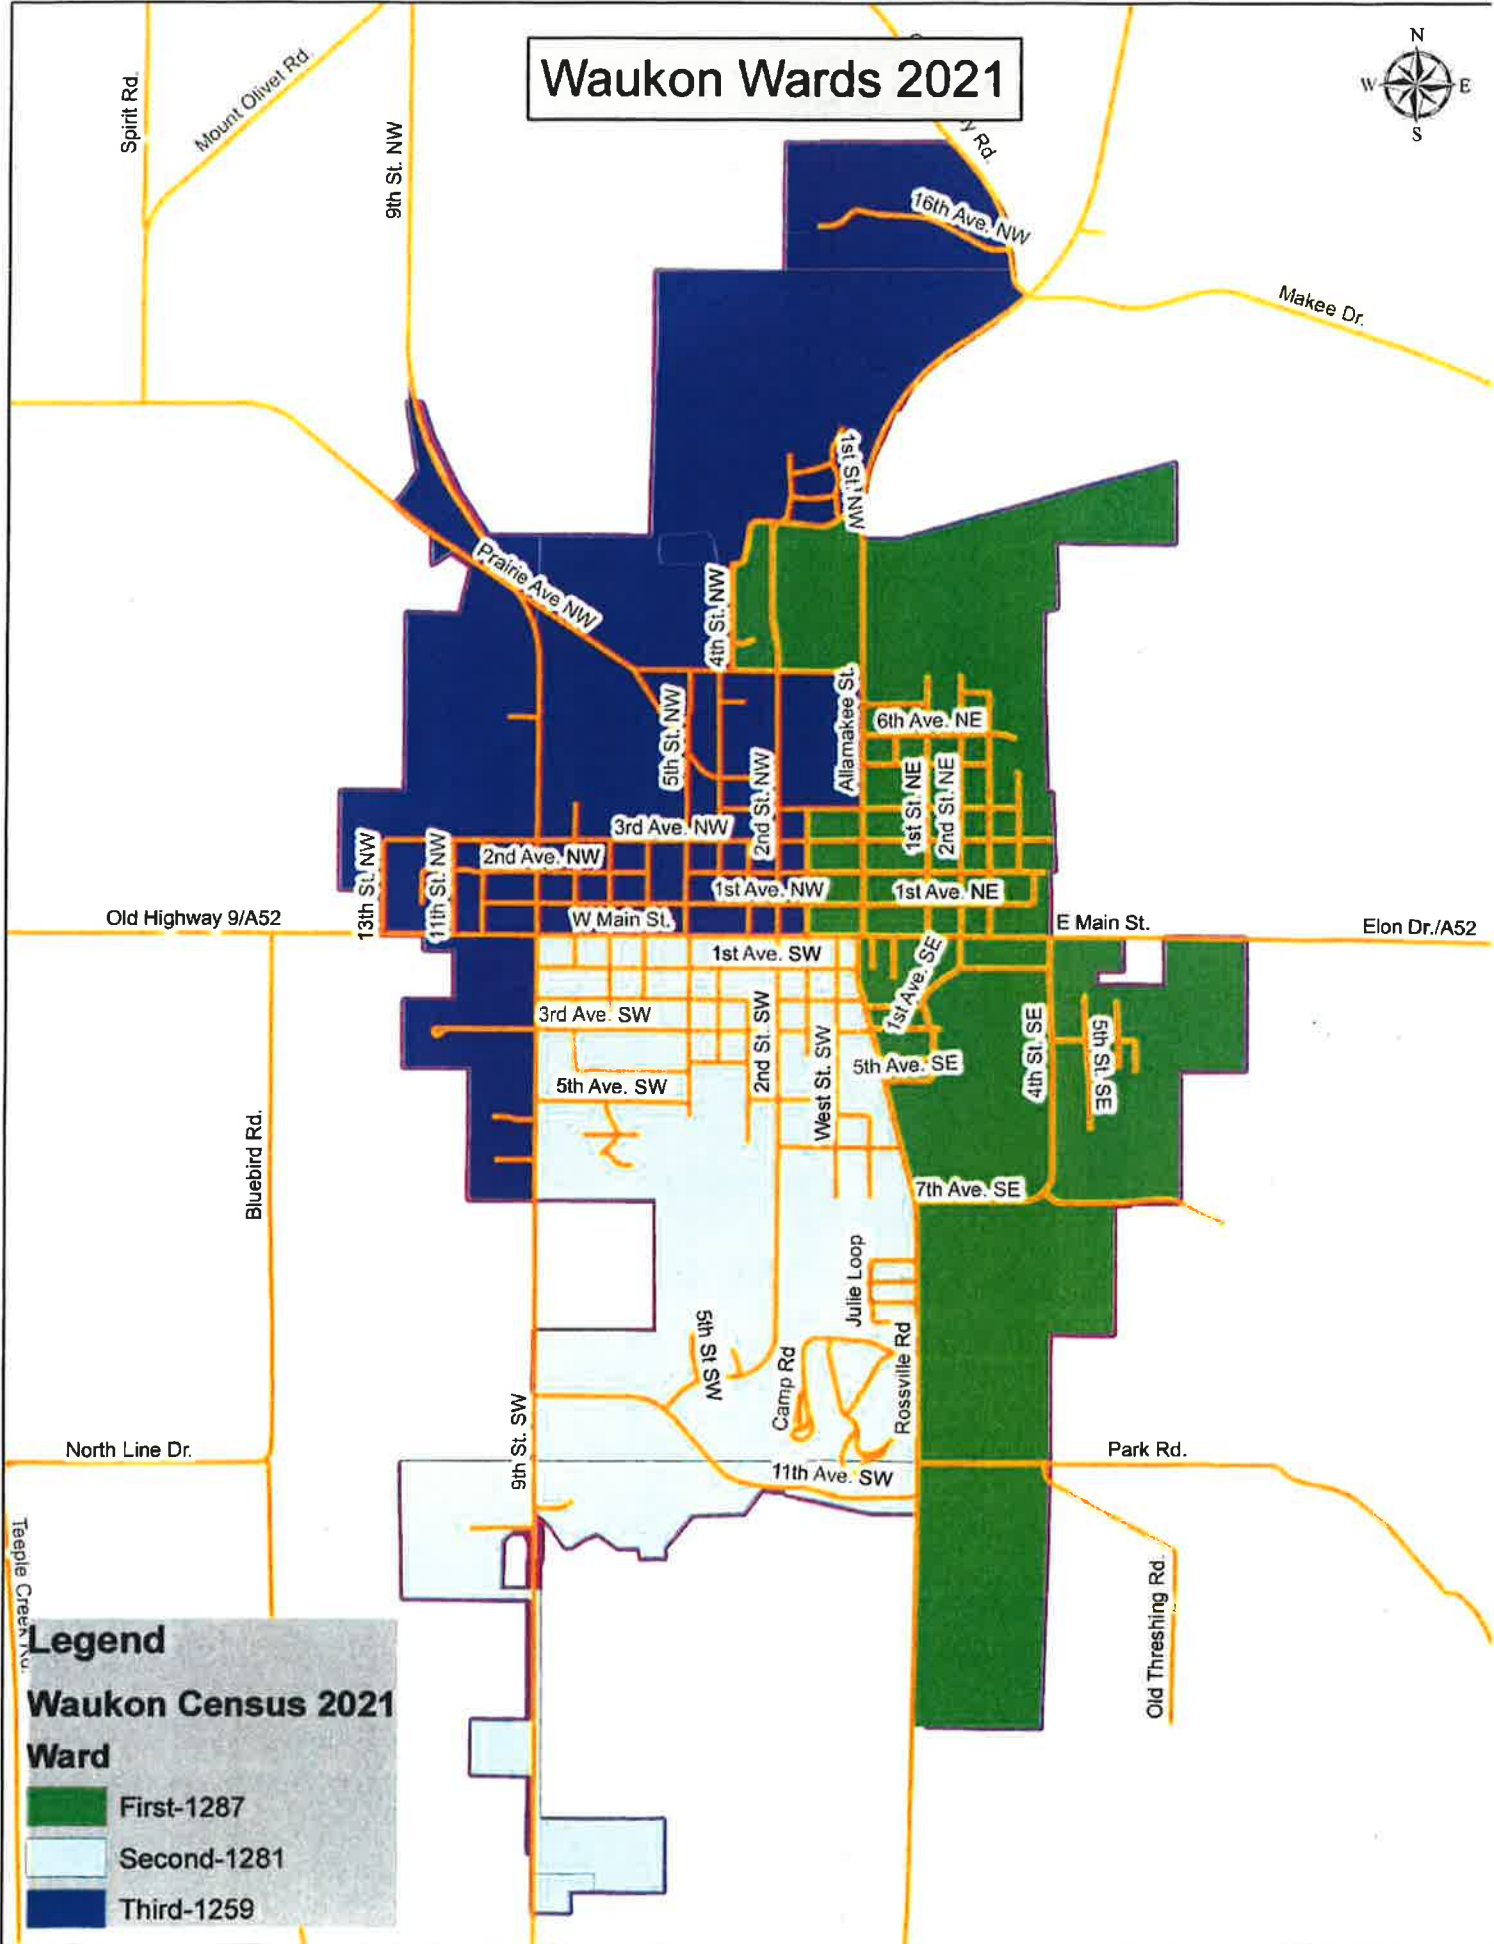 Waukon Wards 2021
N
W
E
S
Spirit Rd.
Mount Olivet Rd.
9th St. NW
Rd.
16th Ave. NW
Makee Dr.
1st St. NW
Prairie Ave NW
4th St. NW
5th St. NW
Allamakee St.
6th Ave. NE
2nd St. NW
1st St. NE
2nd St. NE
3rd Ave. NW
13th St. NW
11th St. NW
2nd Ave. NW
1st Ave. NW
1st Ave. NE
Old Highway 9/A52
W Main St.
E Main St.
Elon Dr./A52
1st Ave. SW
1st Ave. SE
3rd Ave. SW
2nd St. SW
West St. SW
4th St. SE
5th St. SE
5th Ave. SE
5th Ave. SW
Bluebird Rd.
7th Ave. SE
Julie Loop
5th St SW
Camp Rd
Rossville Rd
9th St. SW
North Line Dr.
Park Rd.
11th Ave. SW
Teeple Creek Rd.
Old Threshing Rd.
Legend
Waukon Census 2021
Ward
First-1287
Second-1281
Third-1259